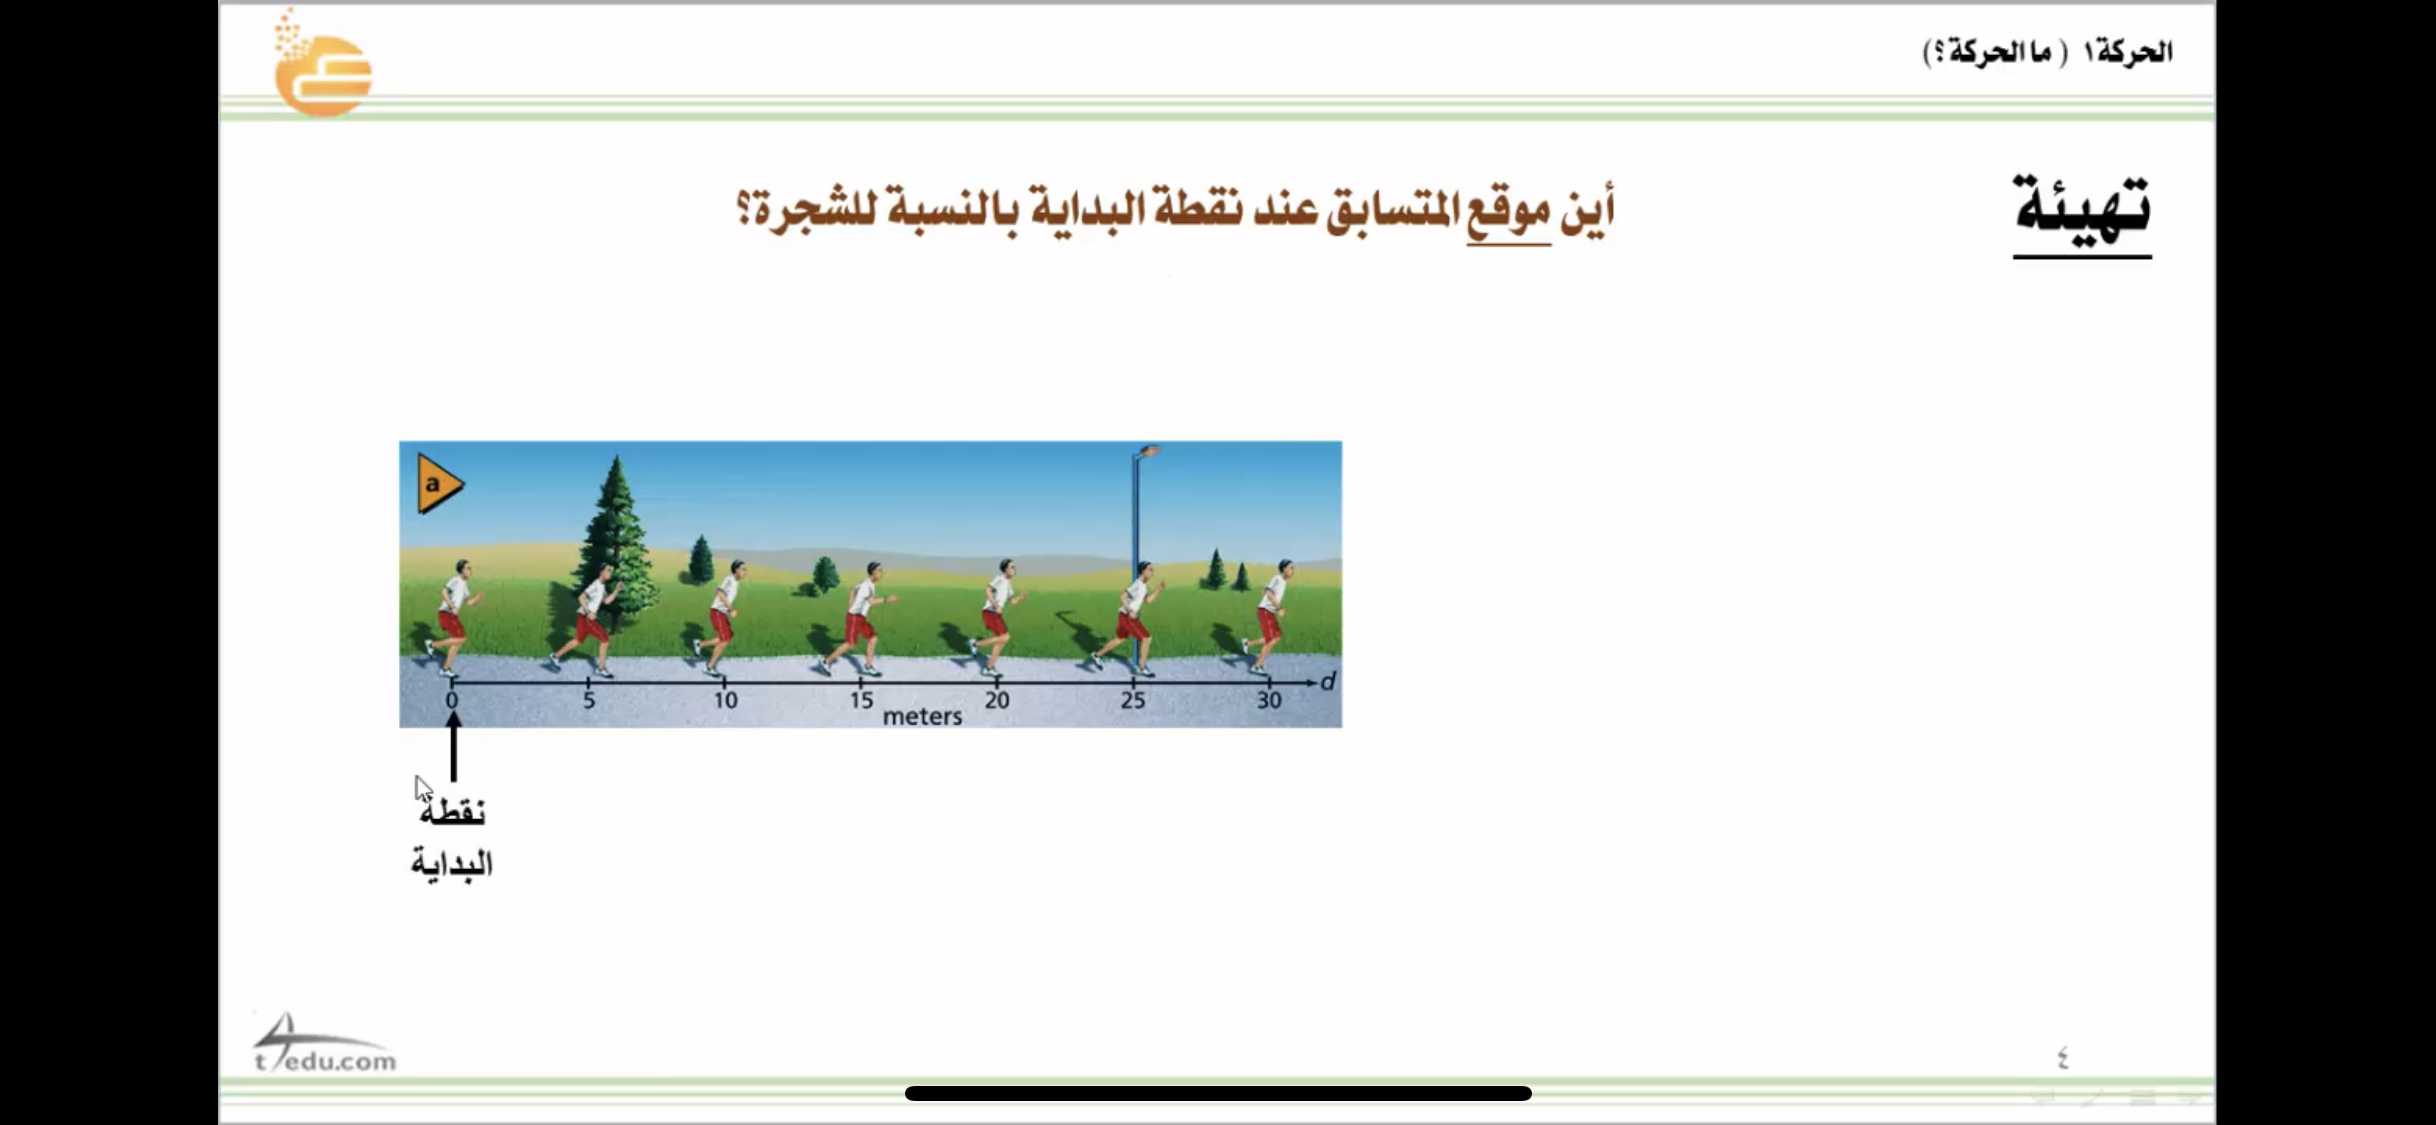 الحركة١ ( ما الحركة؟)
تهيئة
أين موقع المتسابق عند نقطة البداية بالنسبة للشجرة؟
a
0 5 10 15 20 25 30 d
meters
نقطة
البداية
t4edu.com
٤